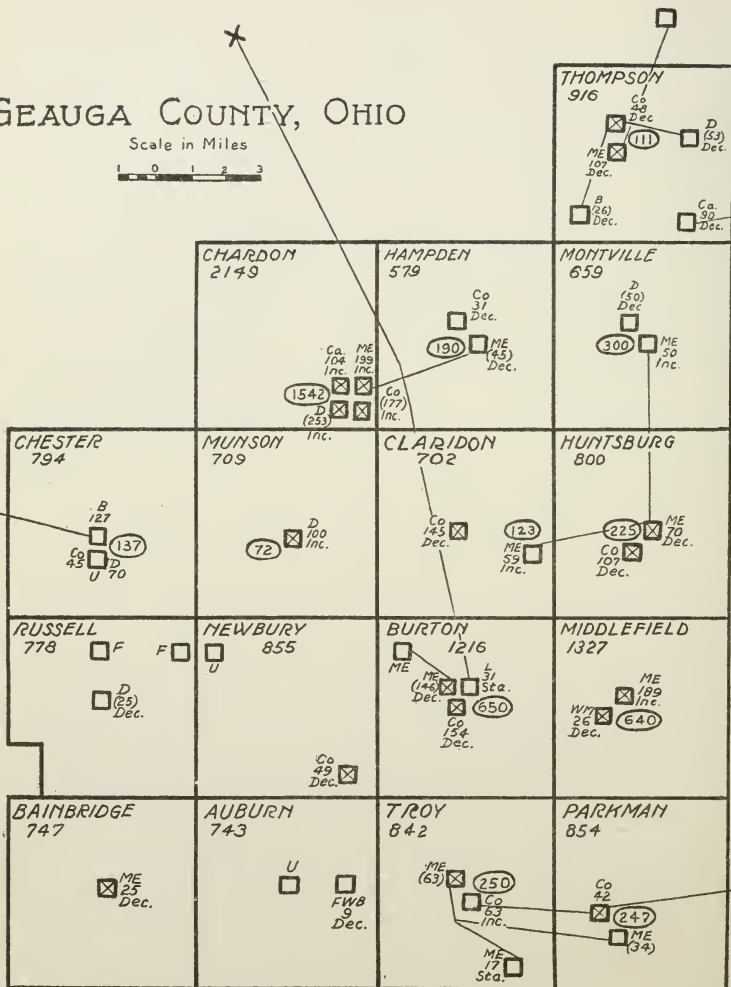 GEAUGA COUNTY, OHIO
Scale in Miles
1 0 1 2 3
THOMPSON
916
Co
48
Dec
111
D
(53)
Dec.
ME
107
Dec.
B
(26)
Dec.
Ca.
90
Dec.
CHARDON
2149
Ca.
104
Inc.
ME
199
Inc.
1542
D
(253)
Inc.
Co
(177)
Inc.
HAMPDEN
579
Co
31
Dec.
190
ME
(45)
Dec.
MONTVILLE
659
D
(50)
Dec
300
ME
50
Inc.
CHESTER
794
B
127
137
Co
45
U
D
70
MUNSON
709
72
D
100
Inc.
CLARIDON
702
Co
145
Dec.
123
ME
59
Inc.
HUNTSBURG
800
225
ME
70
Dec.
Co
107
Dec.
RUSSELL
778
F
F
D
(25)
Dec.
NEWBURY
855
U
Co
49
Dec.
BURTON
1216
ME
ME
(146)
Dec.
L
31
Sta.
650
Co
154
Dec.
MIDDLEFIELD
1327
ME
189
Inc.
WM
26
Dec.
640
BAINBRIDGE
747
ME
25
Dec.
AUBURN
743
U
FWB
9
Dec.
TROY
842
ME
(63)
250
Co
63
Inc.
ME
17
Sta.
PARKMAN
854
Co
42
247
ME
(34)